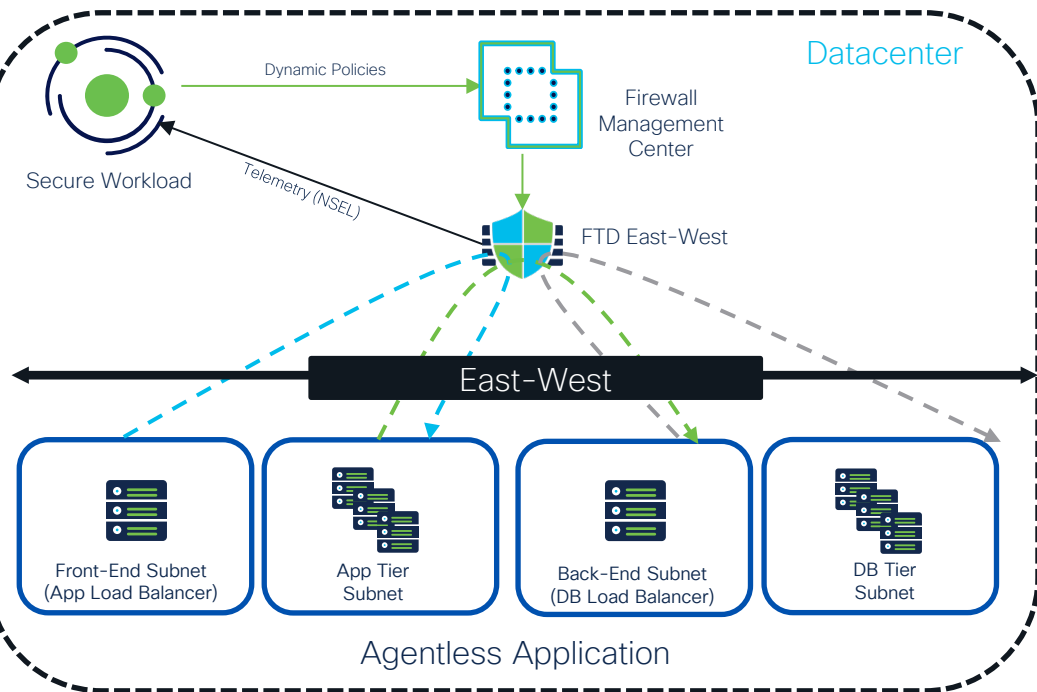 Datacenter
Dynamic Policies
Firewall
Management
Center
Secure Workload
Telemetry (NSEL)
FTD East-West
East-West
Front-End Subnet
(App Load Balancer)
App Tier
Subnet
Back-End Subnet
(DB Load Balancer)
DB Tier
Subnet
Agentless Application